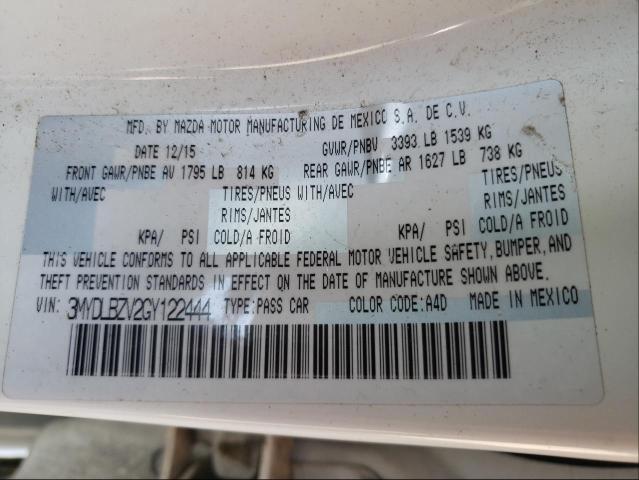 MFD. BY MAZDA MOTOR MANUFACTURING DE MEXICO S.A. DE C.V.
DATE 12/15 GVWR/PNBV 3393 LB 1539 KG
FRONT GAWR/PNBE AV 1795 LB 814 KG REAR GAWR/PNBE AR 1627 LB 738 KG
WITH/AVEC TIRES/PNEUS WITH/AVEC TIRES/PNEUS
RIMS/JANTES RIMS/JANTES
KPA/ PSI COLD/A FROID KPA/ PSI COLD/A FROID
THIS VEHICLE CONFORMS TO ALL APPLICABLE FEDERAL MOTOR VEHICLE SAFETY, BUMPER, AND
THEFT PREVENTION STANDARDS IN EFFECT ON THE DATE OF MANUFACTURE SHOWN ABOVE.
VIN: 3MYDLBZV2GY122444 TYPE:PASS CAR COLOR CODE:A4D MADE IN MEXICO